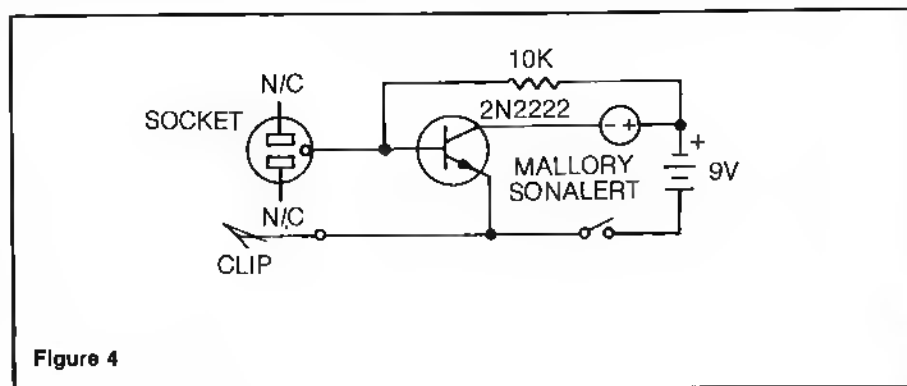 10K
N/C
2N2222
SOCKET
+
- +
MALLORY
SONALERT
9V
N/C
CLIP
Figure 4